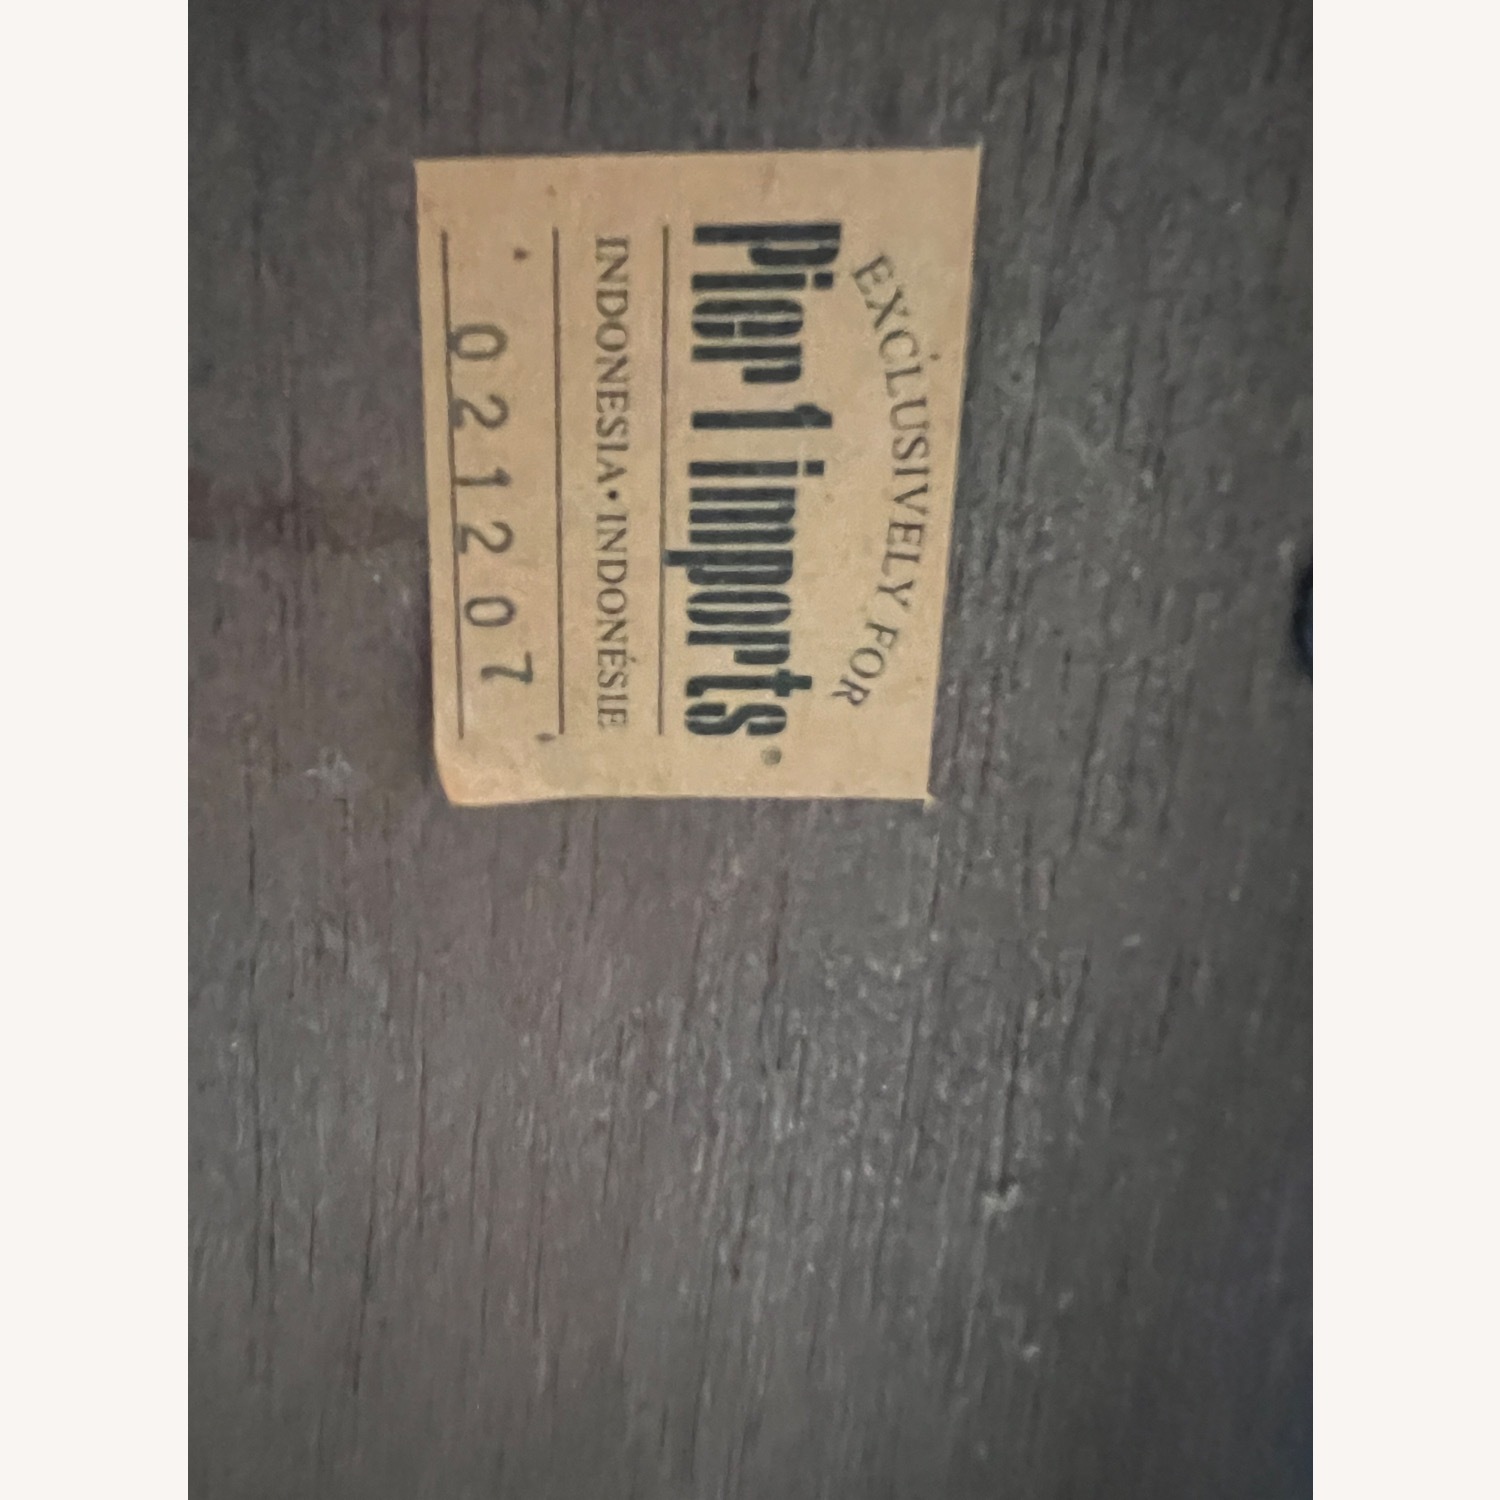 EXCLUSIVELY FOR
Pier 1 imports®
INDONESIA • INDONÉSIE
021207